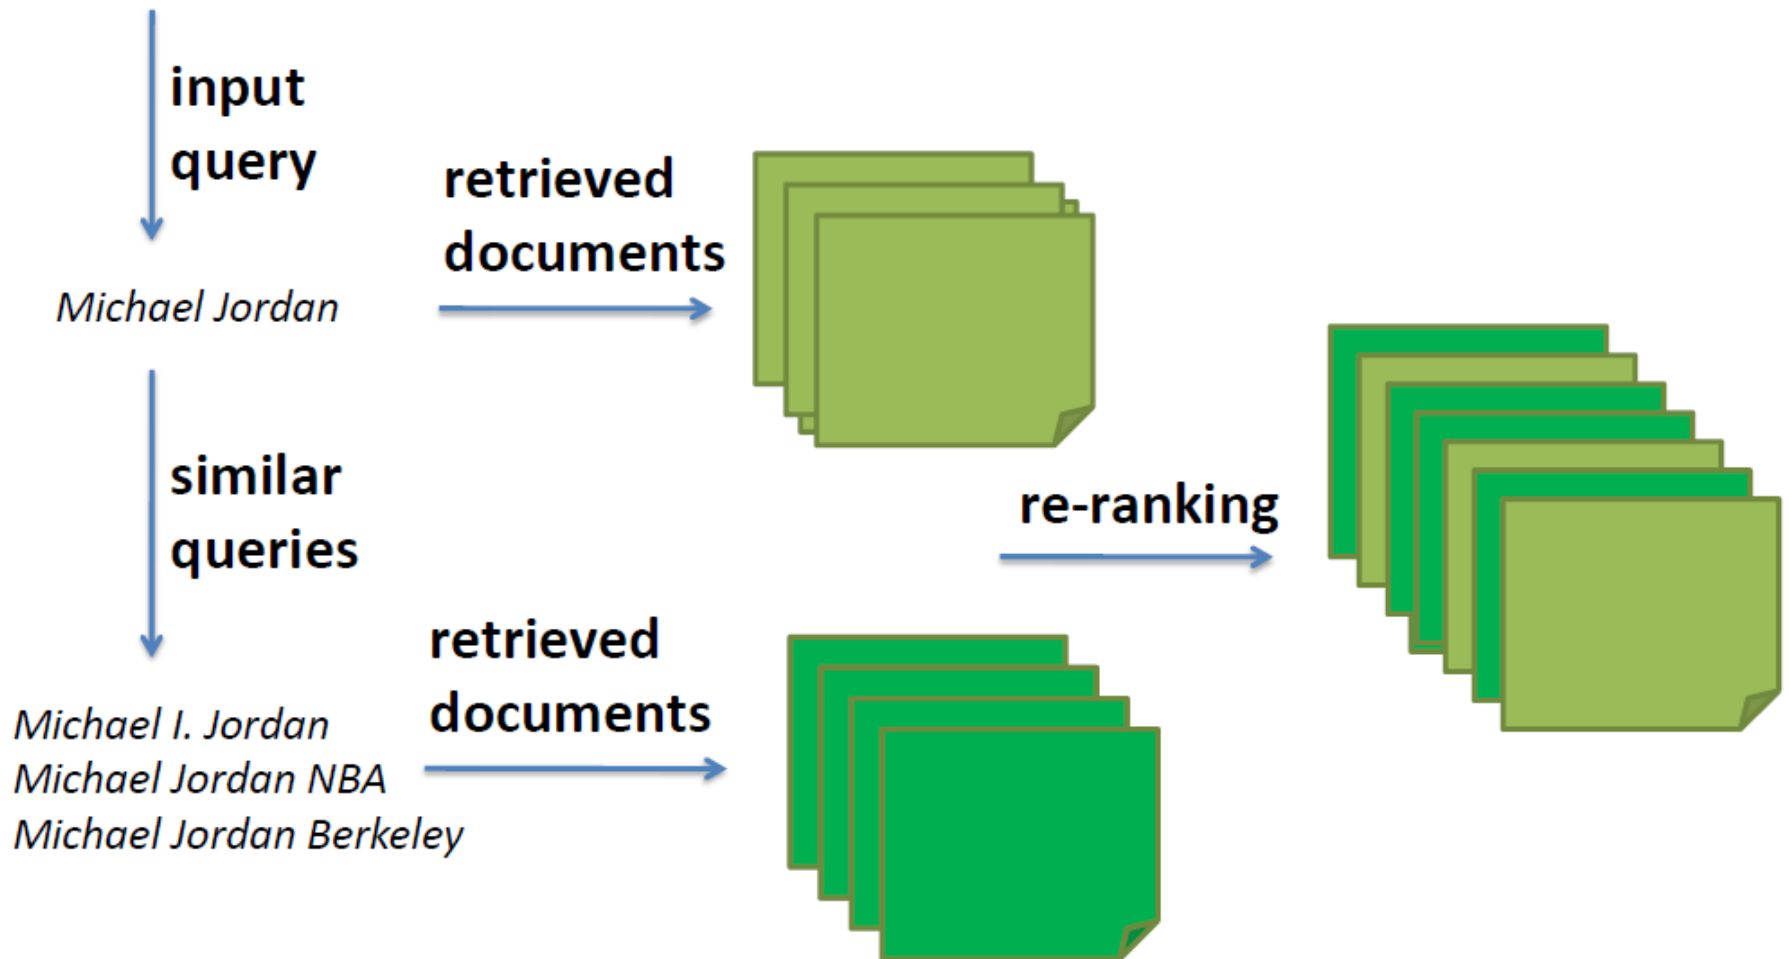 input
query
retrieved
documents
Michael Jordan
similar
queries
re-ranking
retrieved
documents
Michael I. Jordan
Michael Jordan NBA
Michael Jordan Berkeley